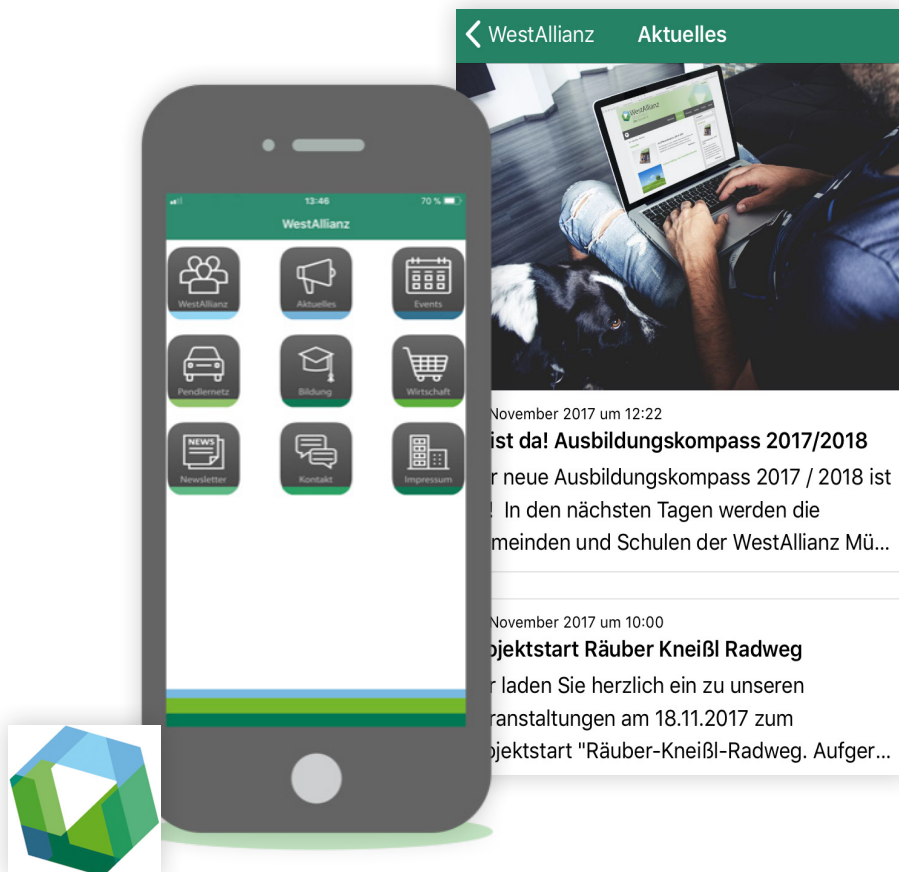 WestAllianz Aktuelles
November 2017 um 12:22
ist da! Ausbildungskompass 2017/2018
r neue Ausbildungskompass 2017 / 2018 ist
! In den nächsten Tagen werden die
meinden und Schulen der WestAllianz Mü...
November 2017 um 10:00
ojektstart Räuber Kneißl Radweg
r laden Sie herzlich ein zu unseren
ranstaltungen am 18.11.2017 zum
ojektstart "Räuber-Kneißl-Radweg. Aufger...
13:46 70 %
WestAllianz
WestAllianz Aktuelles Events
Pendlernetz Bildung Wirtschaft
NEWS
Newsletter Kontakt Impressum
WestAllianz